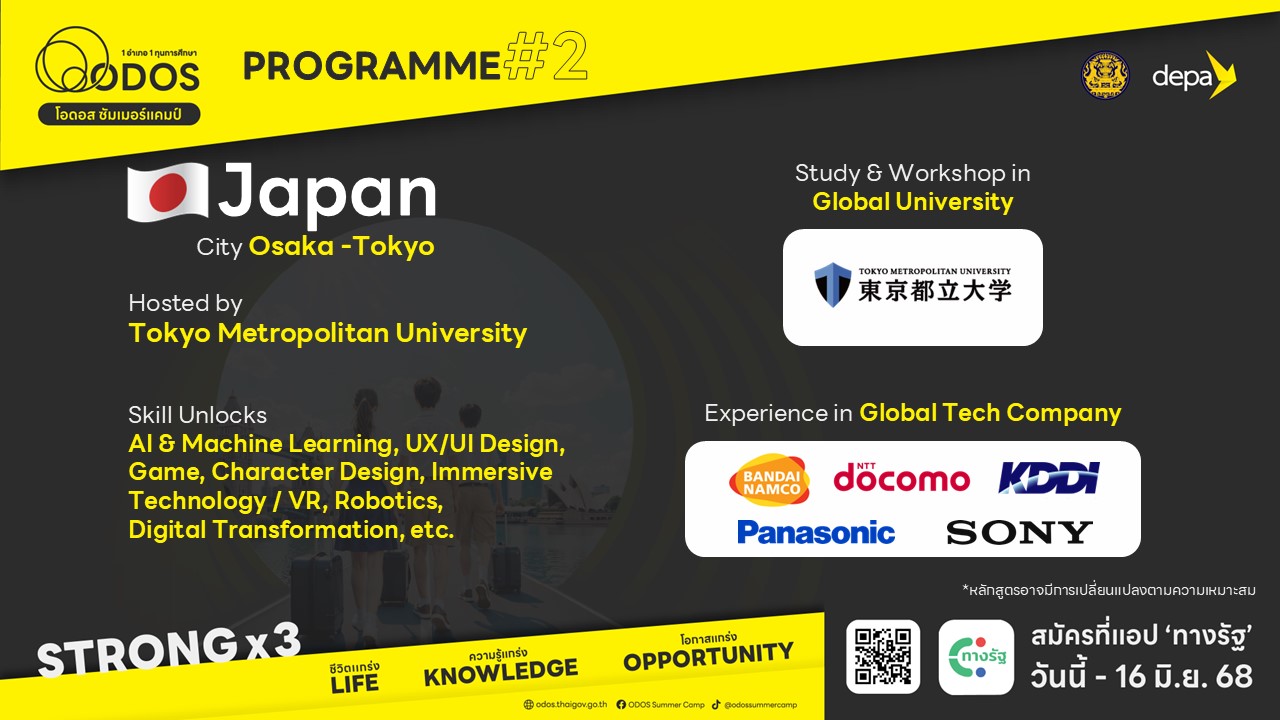 1 อำเภอ 1 ทุนการศึกษา
ODOS
โอดอส ซัมเมอร์แคมป์
PROGRAMME #2
depa
Japan
City Osaka -Tokyo
Hosted by
Tokyo Metropolitan University
Skill Unlocks
AI & Machine Learning, UX/UI Design,
Game, Character Design, Immersive
Technology / VR, Robotics,
Digital Transformation, etc.
Study & Workshop in
Global University
TOKYO METROPOLITAN UNIVERSITY
東京都立大学
Experience in Global Tech Company
BANDAI
NAMCO
NTT
döcomo
KDDI
Panasonic
SONY
*หลักสูตรอาจมีการเปลี่ยนแปลงตามความเหมาะสม
STRONG x3
ชีวิตแกร่ง
LIFE
ความรู้แกร่ง
KNOWLEDGE
โอกาสแกร่ง
OPPORTUNITY
odos.thaigov.go.th ODOS Summer Camp @odossummercamp
ทางรัฐ
สมัครที่แอป ‘ทางรัฐ’
วันนี้ - 16 มิ.ย. 68